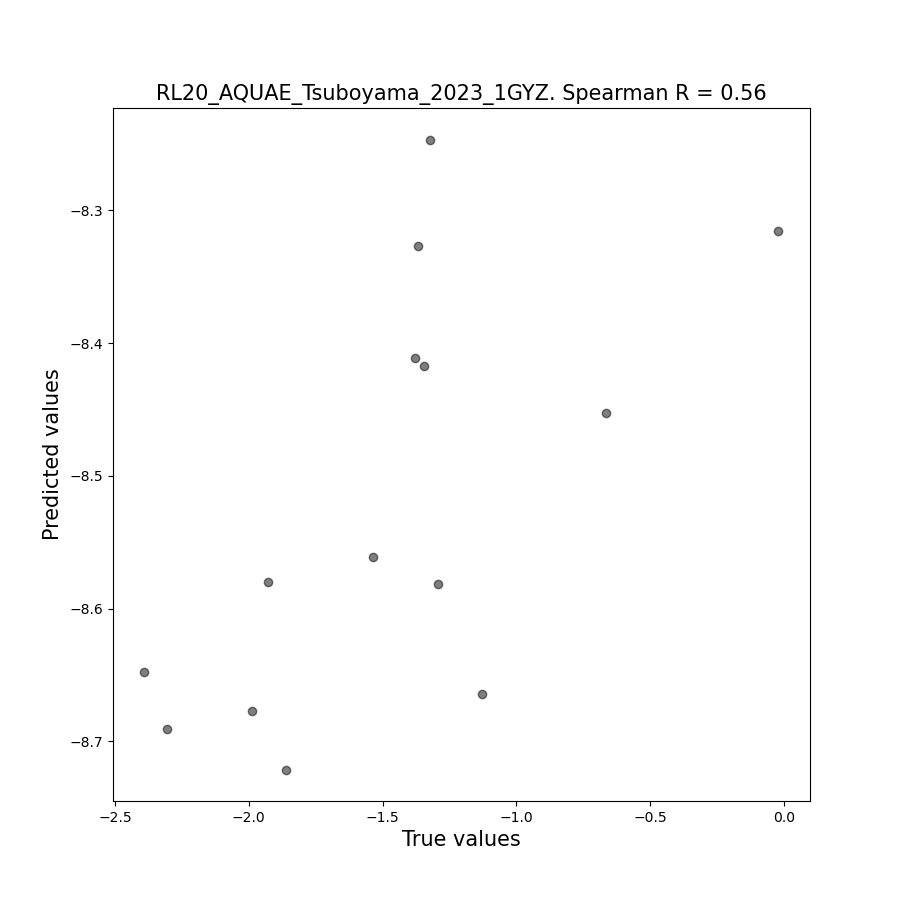 RL20_AQUAE_Tsuboyama_2023_1GYZ. Spearman R = 0.56
−8.3
−8.4
−8.5
−8.6
−8.7
Predicted values
−2.5 −2.0 −1.5 −1.0 −0.5 0.0
True values